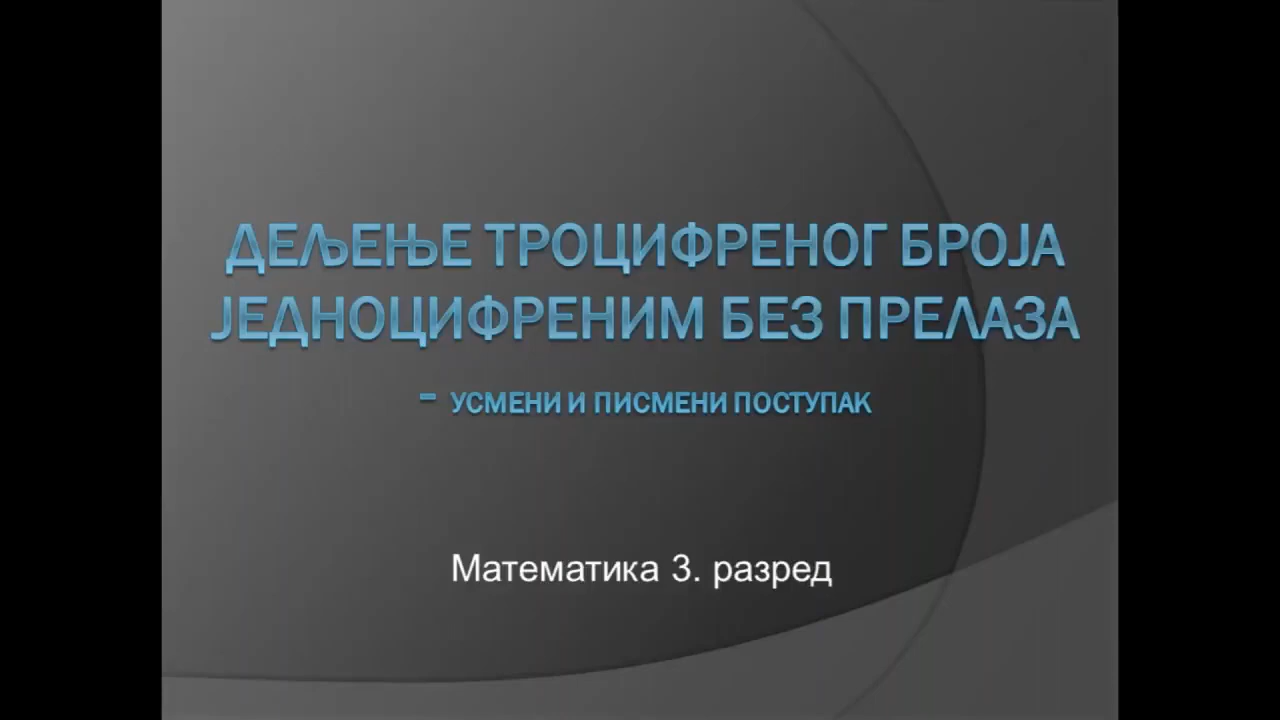 ДЕЉЕЊЕ ТРОЦИФРЕНОГ БРОЈА
ЈЕДНОЦИФРЕНИМ БЕЗ ПРЕЛАЗА
- УСМЕНИ И ПИСМЕНИ ПОСТУПАК
Математика 3. разред